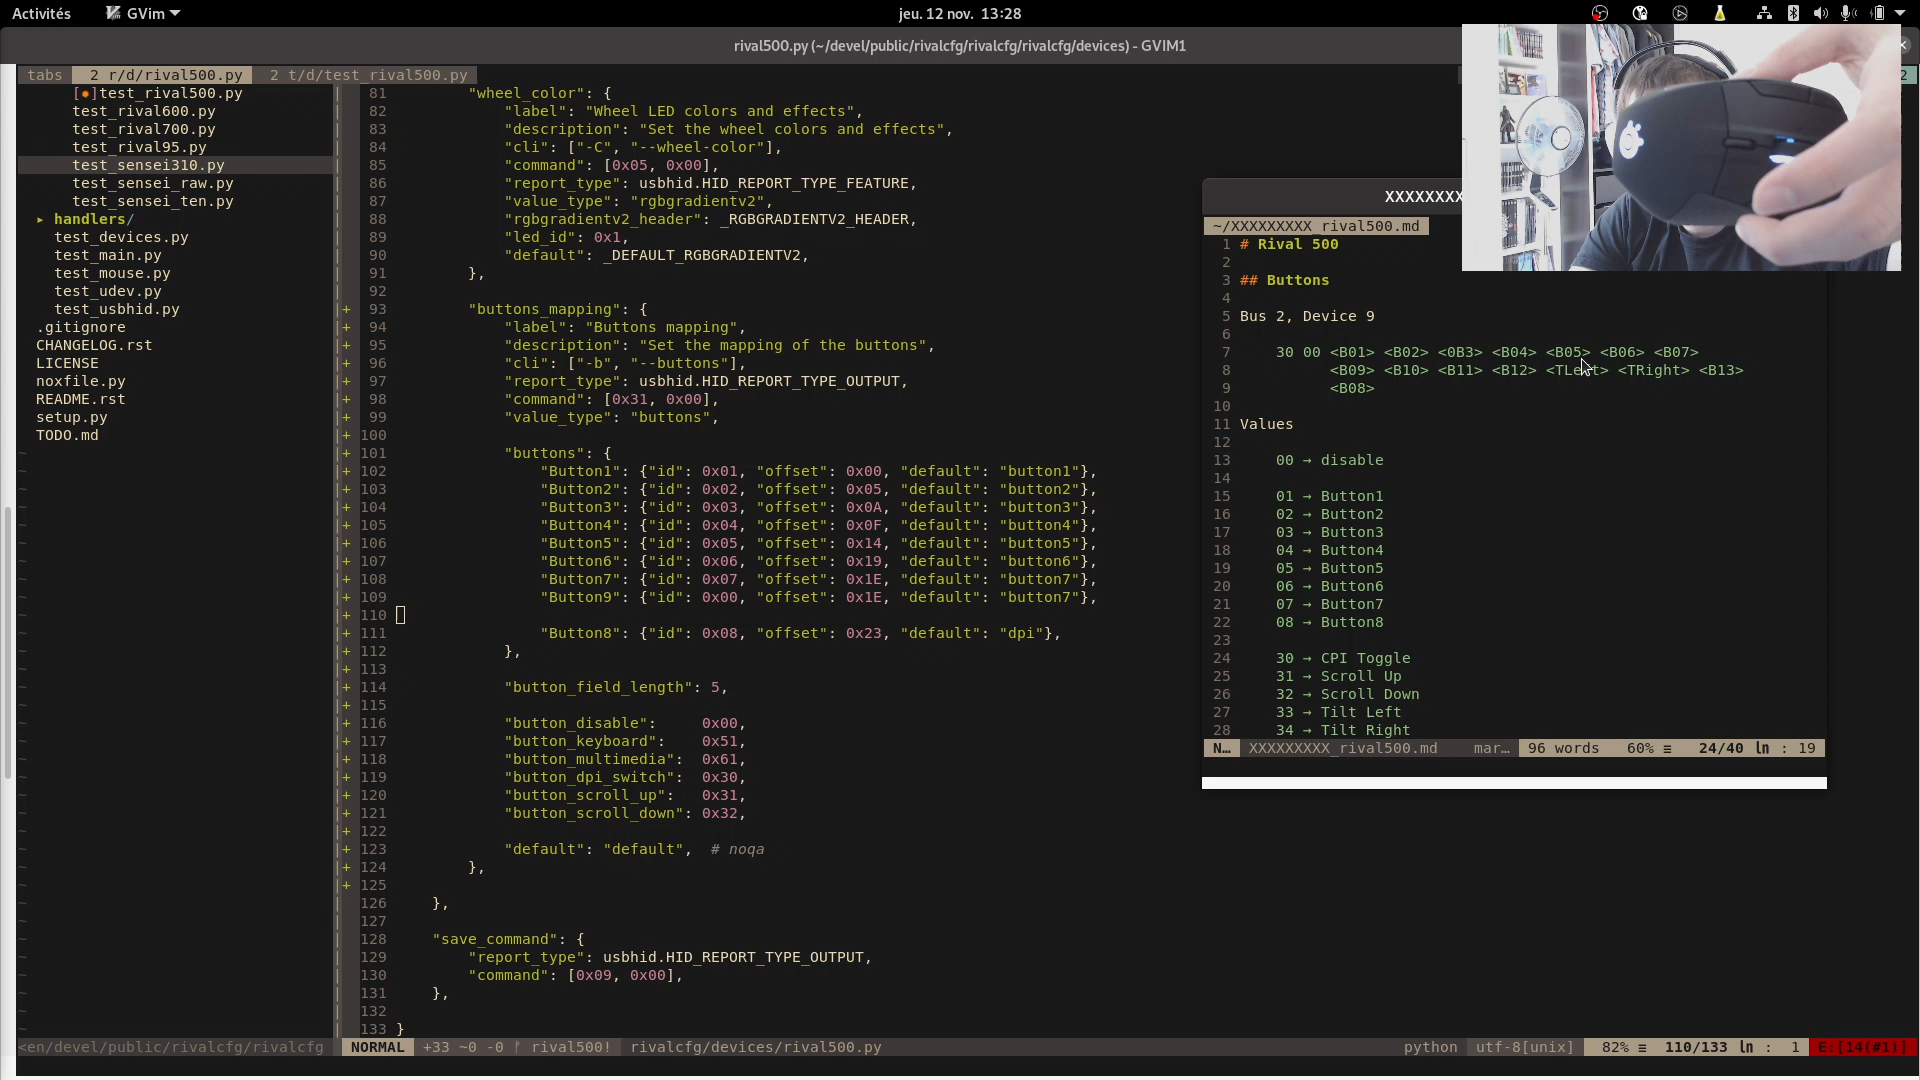 Activités
GVim
jeu. 12 nov. 13:28
rival500.py (~/devel/public/rivalcfg/rivalcfg/rivalcfg/devices) - GVIM1
tabs 2 r/d/rival500.py 2 t/d/test_rival500.py
2
[●]test_rival500.py
test_rival600.py
test_rival700.py
test_rival95.py
test_sensei310.py
test_sensei_raw.py
test_sensei_ten.py
▸ handlers/
test_devices.py
test_main.py
test_mouse.py
test_udev.py
test_usbhid.py
.gitignore
CHANGELOG.rst
LICENSE
noxfile.py
README.rst
setup.py
TODO.md
<en/devel/public/rivalcfg/rivalcfg
81 "wheel_color": {
82 "label": "Wheel LED colors and effects",
83 "description": "Set the wheel colors and effects",
84 "cli": ["-C", "--wheel-color"],
85 "command": [0x05, 0x00],
86 "report_type": usbhid.HID_REPORT_TYPE_FEATURE,
87 "value_type": "rgbgradientv2",
88 "rgbgradientv2_header": _RGBGRADIENTV2_HEADER,
89 "led_id": 0x1,
90 "default": _DEFAULT_RGBGRADIENTV2,
91 },
92
+ 93 "buttons_mapping": {
+ 94 "label": "Buttons mapping",
+ 95 "description": "Set the mapping of the buttons",
+ 96 "cli": ["-b", "--buttons"],
+ 97 "report_type": usbhid.HID_REPORT_TYPE_OUTPUT,
+ 98 "command": [0x31, 0x00],
+ 99 "value_type": "buttons",
+ 100
+ 101 "buttons": {
+ 102 "Button1": {"id": 0x01, "offset": 0x00, "default": "button1"},
+ 103 "Button2": {"id": 0x02, "offset": 0x05, "default": "button2"},
+ 104 "Button3": {"id": 0x03, "offset": 0x0A, "default": "button3"},
+ 105 "Button4": {"id": 0x04, "offset": 0x0F, "default": "button4"},
+ 106 "Button5": {"id": 0x05, "offset": 0x14, "default": "button5"},
+ 107 "Button6": {"id": 0x06, "offset": 0x19, "default": "button6"},
+ 108 "Button7": {"id": 0x07, "offset": 0x1E, "default": "button7"},
+ 109 "Button9": {"id": 0x00, "offset": 0x1E, "default": "button7"},
+ 110
+ 111 "Button8": {"id": 0x08, "offset": 0x23, "default": "dpi"},
+ 112 },
+ 113
+ 114 "button_field_length": 5,
+ 115
+ 116 "button_disable": 0x00,
+ 117 "button_keyboard": 0x51,
+ 118 "button_multimedia": 0x61,
+ 119 "button_dpi_switch": 0x30,
+ 120 "button_scroll_up": 0x31,
+ 121 "button_scroll_down": 0x32,
+ 122
+ 123 "default": "default", # noqa
+ 124 },
+ 125
126 },
127
128 "save_command": {
129 "report_type": usbhid.HID_REPORT_TYPE_OUTPUT,
130 "command": [0x09, 0x00],
131 },
132
133 }
NORMAL +33 ~0 -0 ᚠ rival500! rivalcfg/devices/rival500.py python utf-8[unix] 82% ≡ 110/133 ㏑ : 1 E:[14(#1)]
XXXXXXXX
~/XXXXXXXXX_rival500.md
1 # Rival 500
2
3 ## Buttons
4
5 Bus 2, Device 9
6
7 30 00 <B01> <B02> <0B3> <B04> <B05> <B06> <B07>
8 <B09> <B10> <B11> <B12> <TLeft> <TRight> <B13>
9 <B08>
10
11 Values
12
13 00 → disable
14
15 01 → Button1
16 02 → Button2
17 03 → Button3
18 04 → Button4
19 05 → Button5
20 06 → Button6
21 07 → Button7
22 08 → Button8
23
24 30 → CPI Toggle
25 31 → Scroll Up
26 32 → Scroll Down
27 33 → Tilt Left
28 34 → Tilt Right
N… XXXXXXXXX_rival500.md mar… 96 words 60% ≡ 24/40 ㏑ : 19